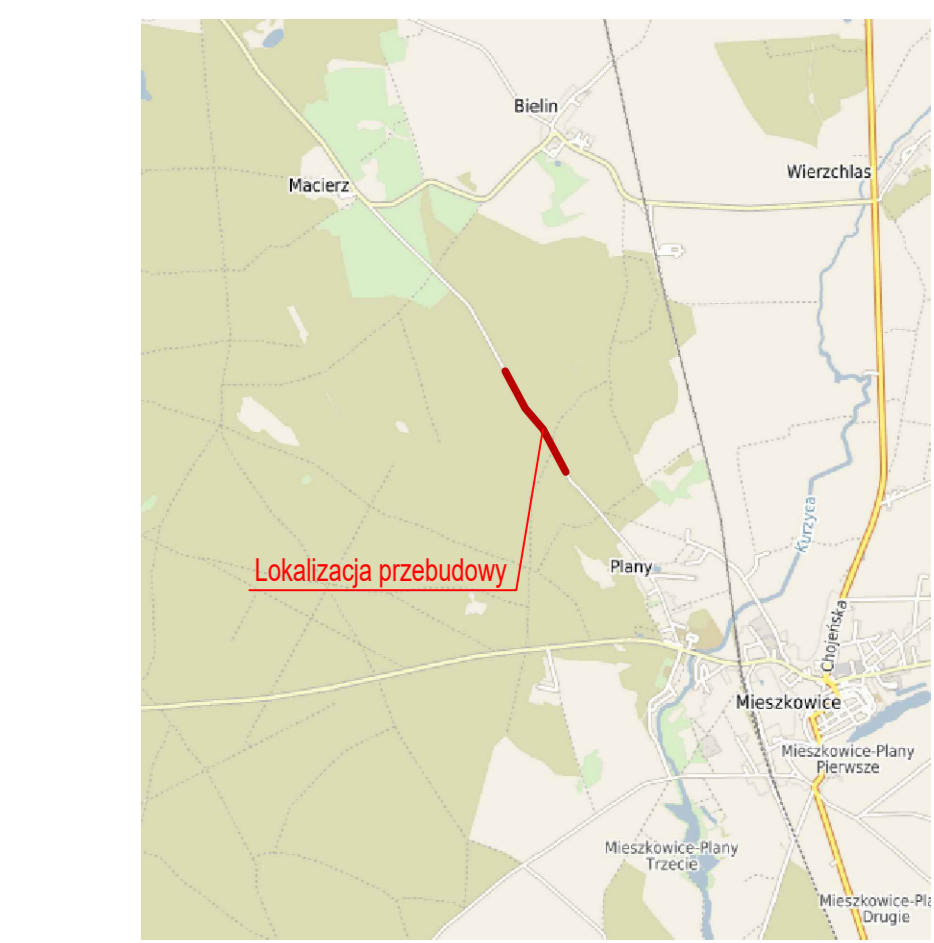 Bielin
Wierzchlas
Macierz
Kurzyca
Lokalizacja przebudowy
Plany
Chojeńska
Mieszkowice
Mieszkowice-Plany
Pierwsze
Mieszkowice-Plany
Trzecie
Mieszkowice-Pla
Drugie